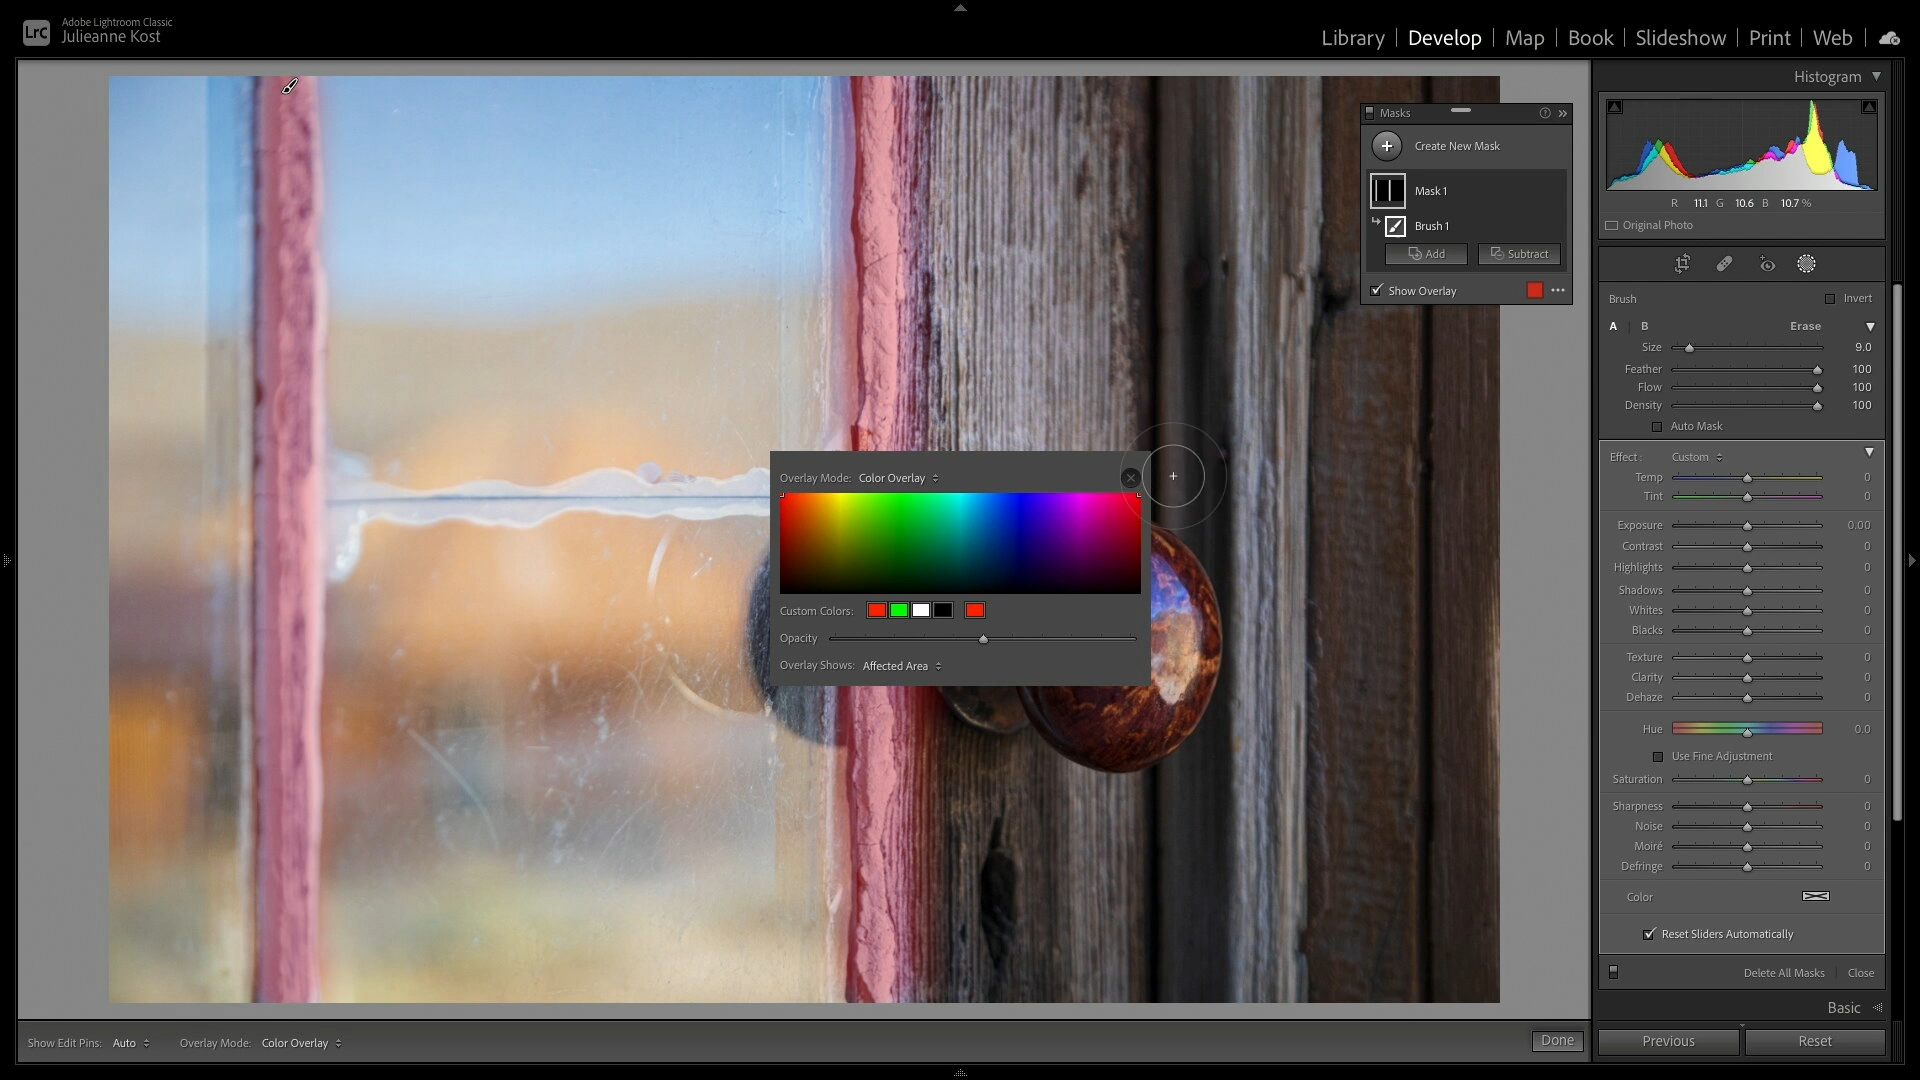 LrC
Adobe Lightroom Classic
Julieanne Kost
Library Develop Map Book Slideshow Print Web
Histogram
R 11.1 G 10.6 B 10.7 %
Original Photo
Masks
Create New Mask
Mask 1
Brush 1
Add Subtract
Show Overlay
Brush Invert
A B Erase
Size 9.0
Feather 100
Flow 100
Density 100
Auto Mask
Effect : Custom
Temp 0
Tint 0
Exposure 0.00
Contrast 0
Highlights 0
Shadows 0
Whites 0
Blacks 0
Texture 0
Clarity 0
Dehaze 0
Hue 0.0
Use Fine Adjustment
Saturation 0
Sharpness 0
Noise 0
Moiré 0
Defringe 0
Color
Reset Sliders Automatically
Delete All Masks Close
Basic
Previous Reset
Overlay Mode: Color Overlay
Custom Colors:
Opacity
Overlay Shows: Affected Area
Show Edit Pins: Auto Overlay Mode: Color Overlay Done